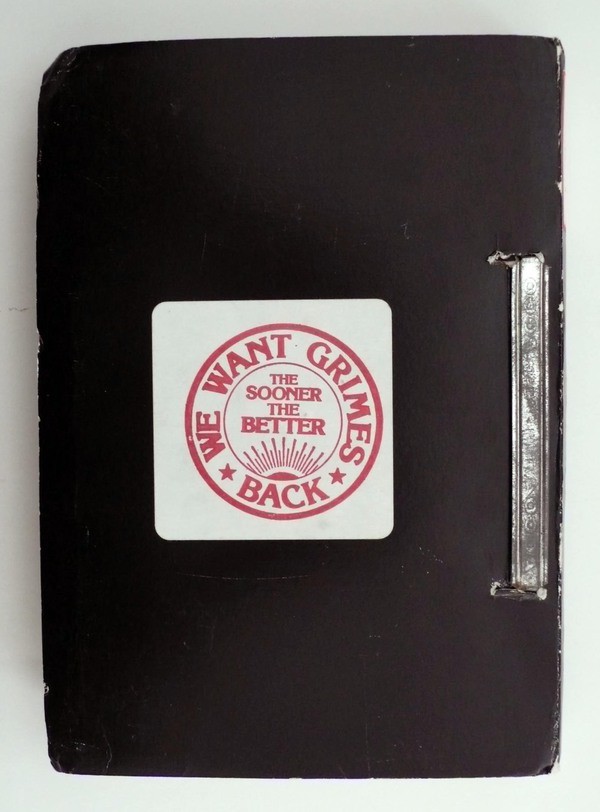 WE WANT GRIMES
BACK
THE
SOONER
THE
BETTER